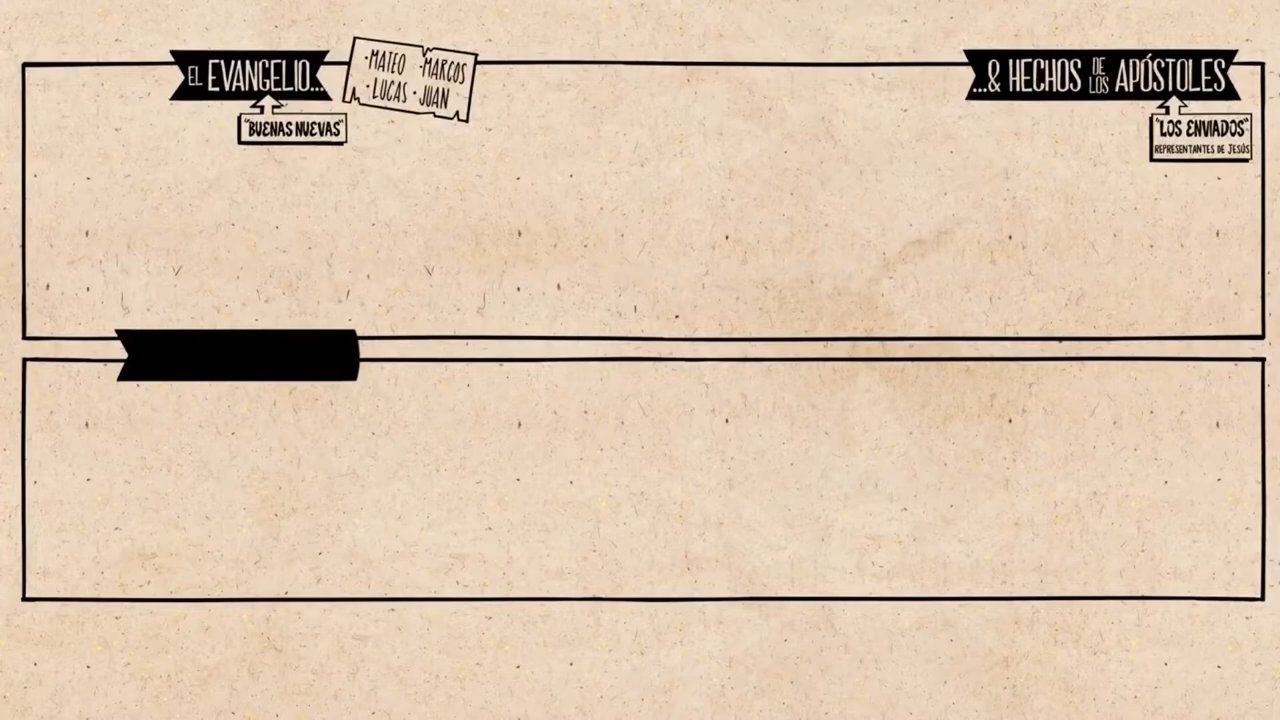 EL EVANGELIO...
·MATEO ·MARCOS
·LUCAS ·JUAN
"BUENAS NUEVAS"
...& HECHOS DE LOS APÓSTOLES
"LOS ENVIADOS"
REPRESENTANTES DE JESÚS